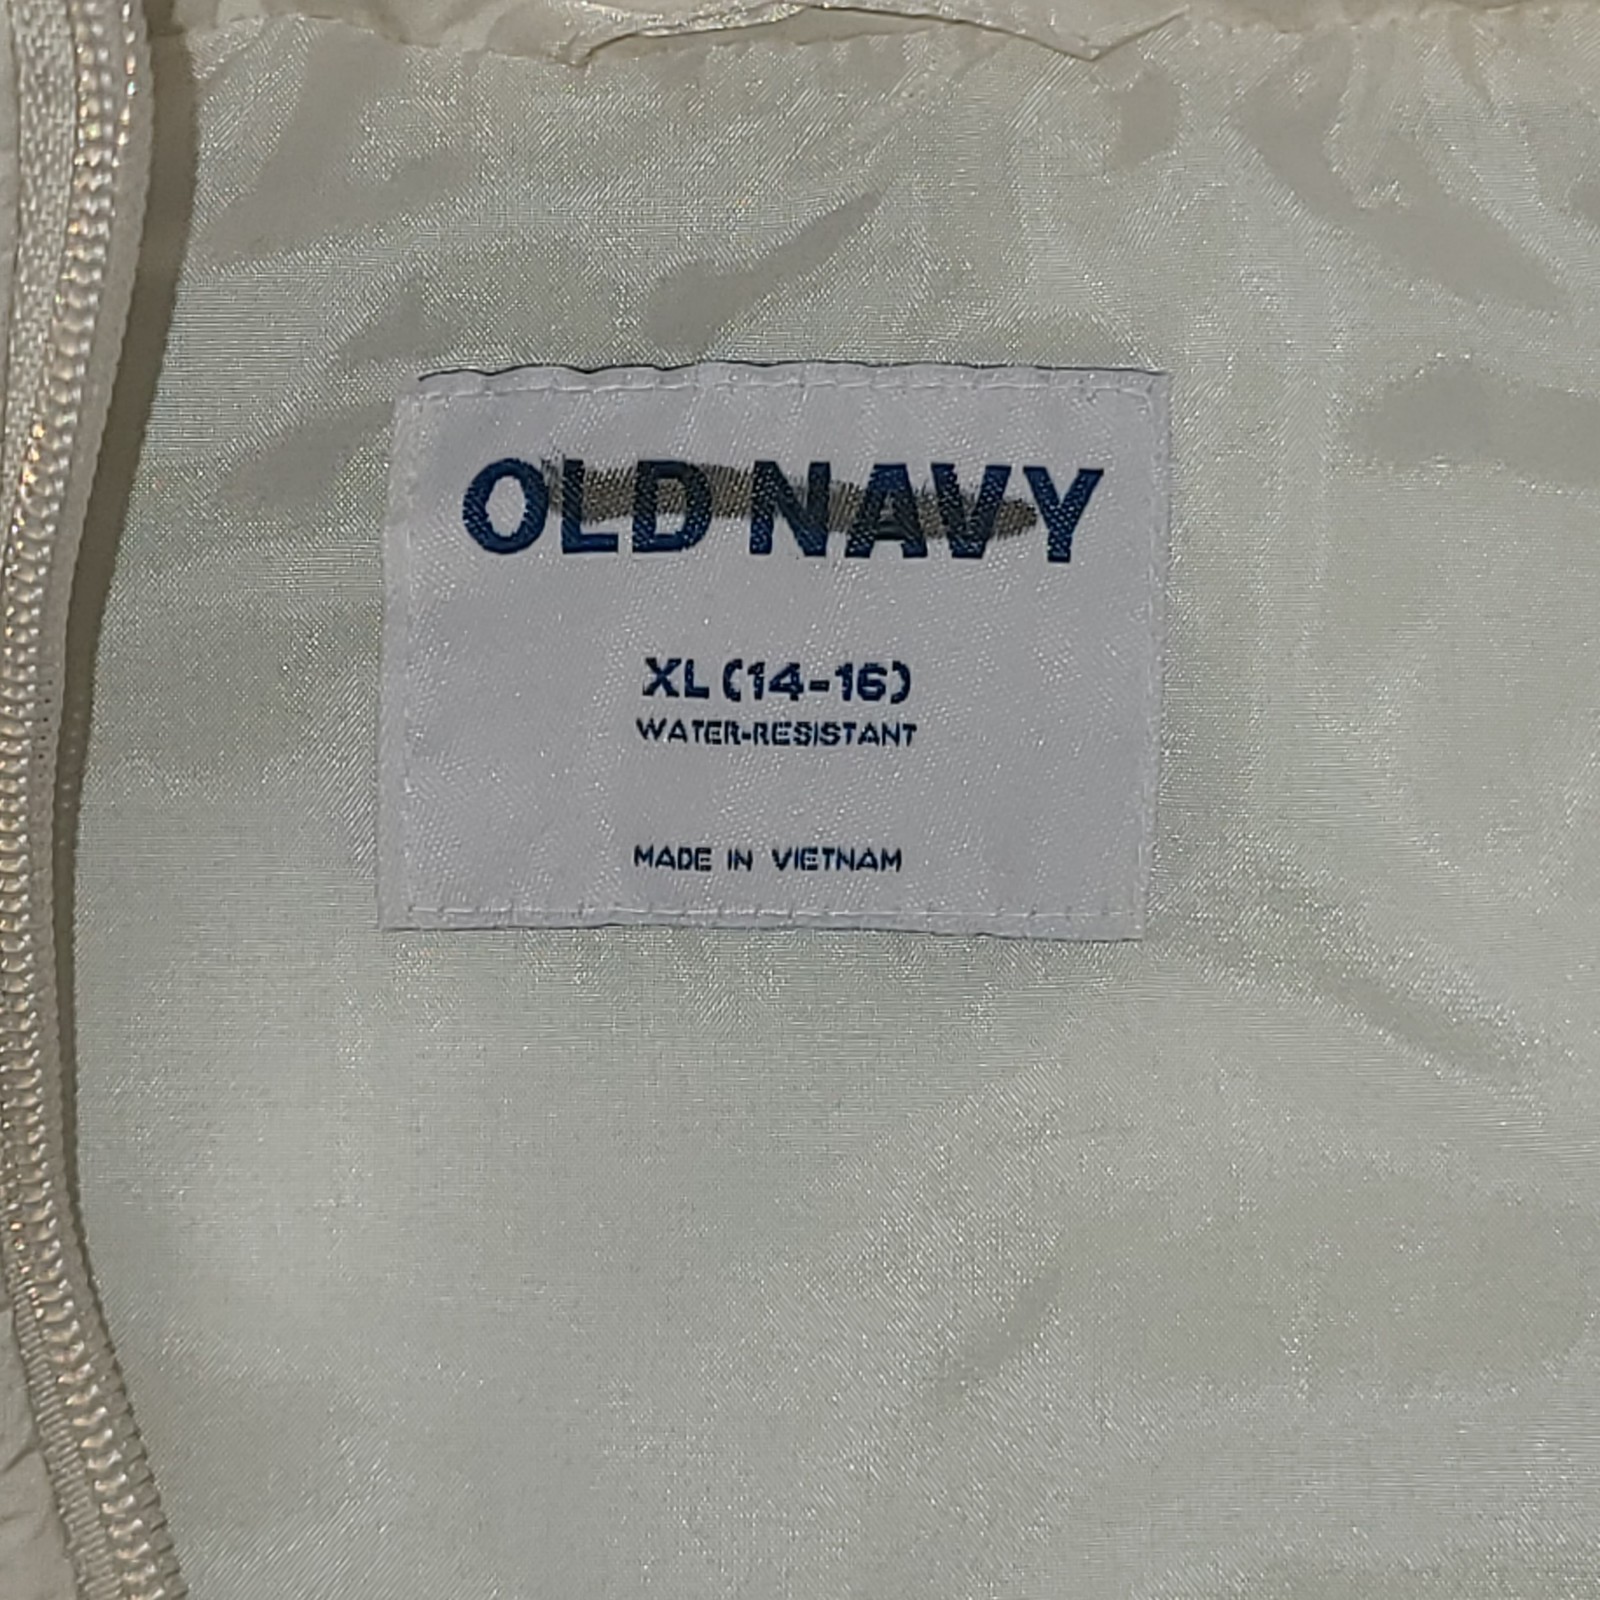 OLD NAVY
XL (14-16)
WATER-RESISTANT
MADE IN VIETNAM